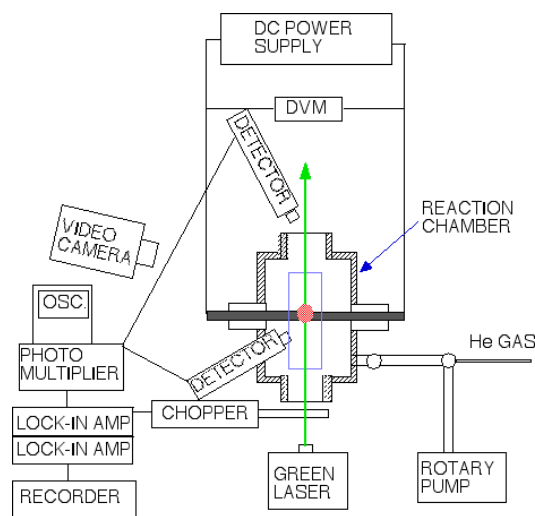 DC POWER
SUPPLY
DVM
DETECTOR
REACTION
CHAMBER
VIDEO
CAMERA
OSC.
PHOTO
MULTIPLIER
DETECTOR
He GAS
CHOPPER
LOCK-IN AMP
LOCK-IN AMP
RECORDER
GREEN
LASER
ROTARY
PUMP